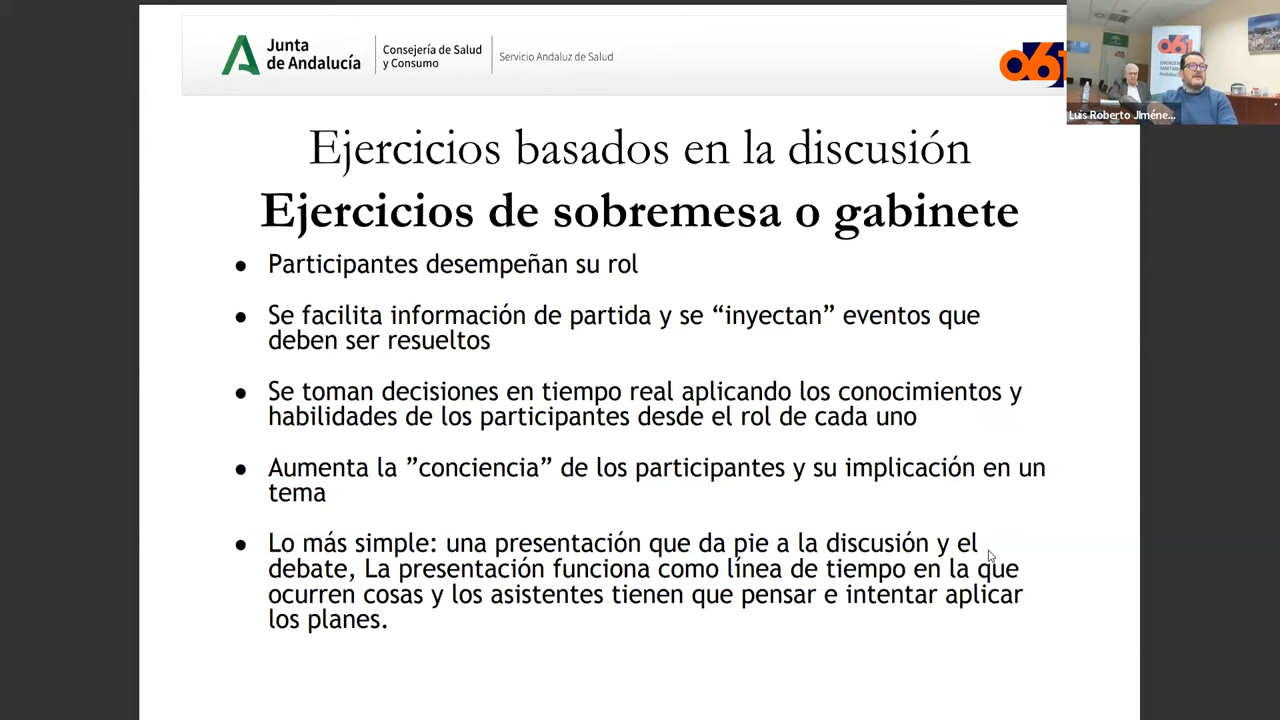 Junta
de Andalucía
Consejería de Salud
y Consumo
Servicio Andaluz de Salud
061
Luis Roberto JIméne...
Ejercicios basados en la discusión
Ejercicios de sobremesa o gabinete
● Participantes desempeñan su rol
● Se facilita información de partida y se “inyectan” eventos que
deben ser resueltos
● Se toman decisiones en tiempo real aplicando los conocimientos y
habilidades de los participantes desde el rol de cada uno
● Aumenta la ”conciencia” de los participantes y su implicación en un
tema
● Lo más simple: una presentación que da pie a la discusión y el
debate, La presentación funciona como línea de tiempo en la que
ocurren cosas y los asistentes tienen que pensar e intentar aplicar
los planes.